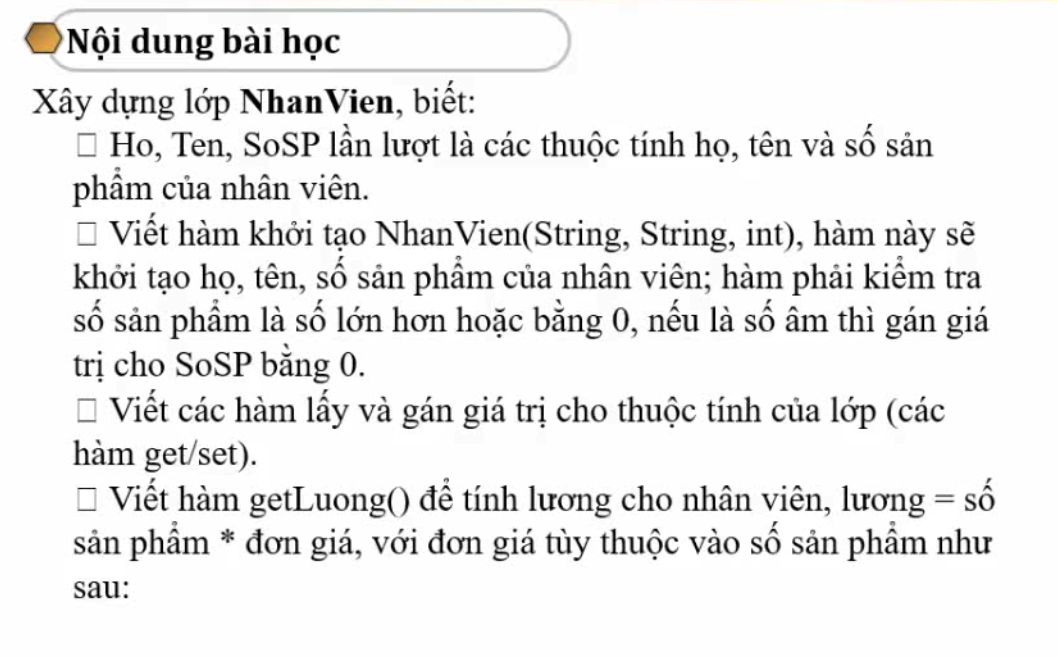 Nội dung bài học
Xây dựng lớp NhanVien, biết:
□ Ho, Ten, SoSP lần lượt là các thuộc tính họ, tên và số sản
phẩm của nhân viên.
□ Viết hàm khởi tạo NhanVien(String, String, int), hàm này sẽ
khởi tạo họ, tên, số sản phẩm của nhân viên; hàm phải kiểm tra
số sản phẩm là số lớn hơn hoặc bằng 0, nếu là số âm thì gán giá
trị cho SoSP bằng 0.
□ Viết các hàm lấy và gán giá trị cho thuộc tính của lớp (các
hàm get/set).
□ Viết hàm getLuong() để tính lương cho nhân viên, lương = số
sản phẩm * đơn giá, với đơn giá tùy thuộc vào số sản phẩm như
sau: